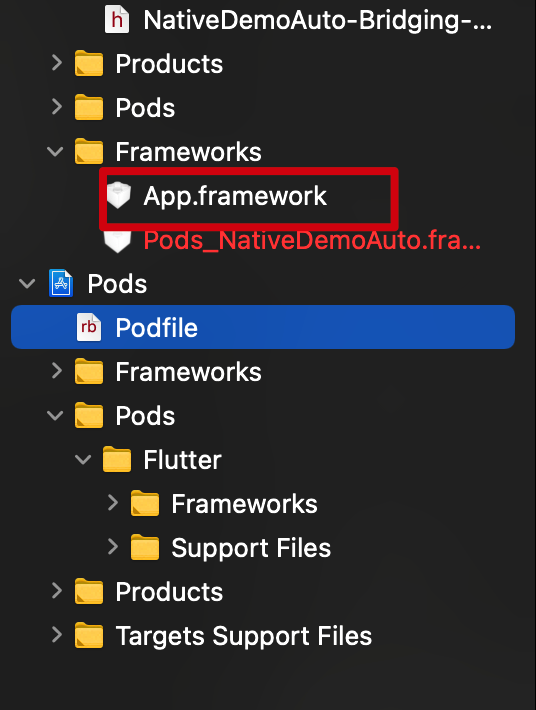 h NativeDemoAuto-Bridging-...
Products
Pods
Frameworks
App.framework
Pods_NativeDemoAuto.fra...
Pods
rb Podfile
Frameworks
Pods
Flutter
Frameworks
Support Files
Products
Targets Support Files